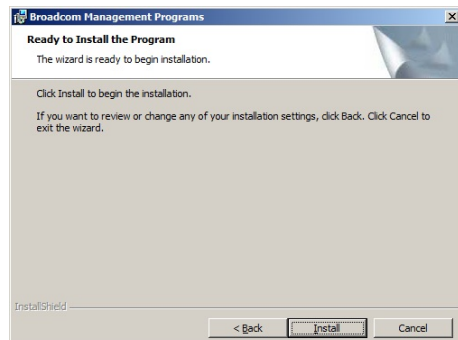 Broadcom Management Programs
Ready to Install the Program
The wizard is ready to begin installation.
Click Install to begin the installation.
If you want to review or change any of your installation settings, click Back. Click Cancel to
exit the wizard.
InstallShield
< Back Install Cancel